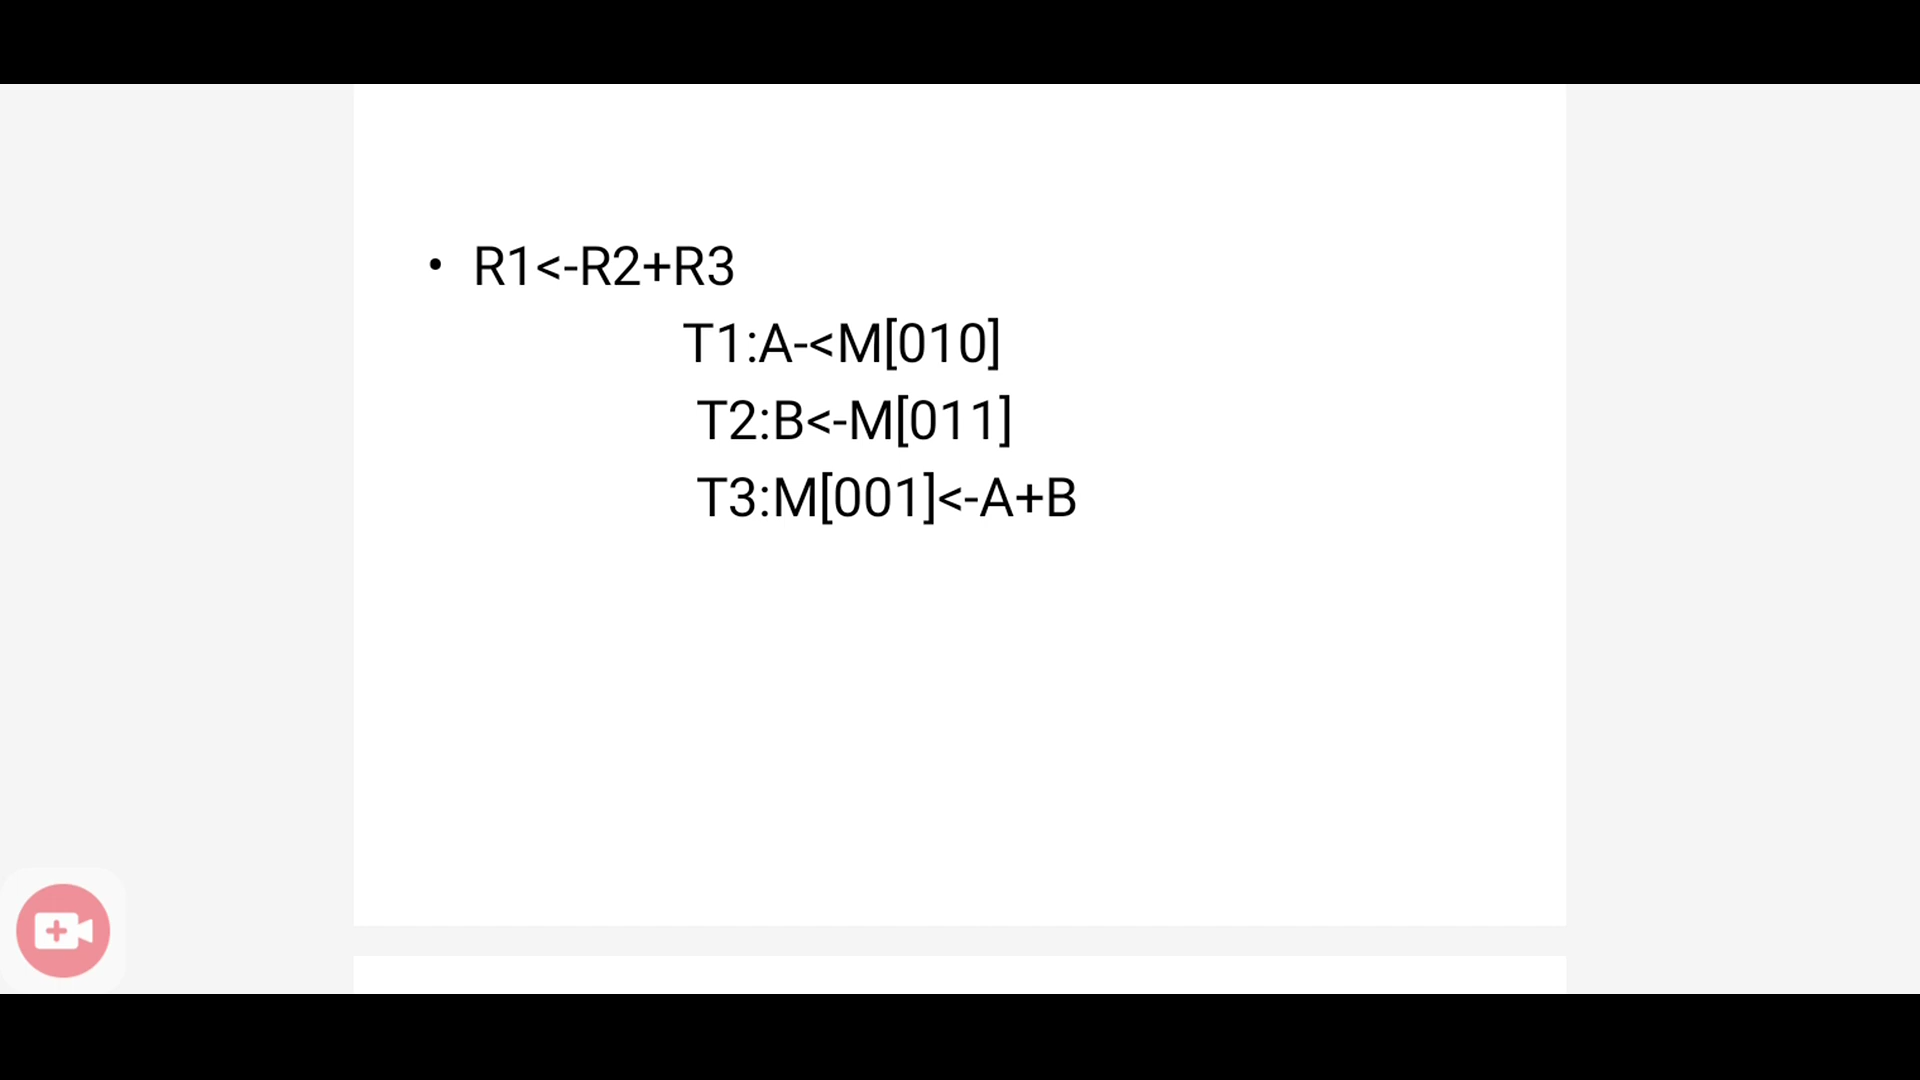 • R1<-R2+R3
T1:A-<M[010]
T2:B<-M[011]
T3:M[001]<-A+B